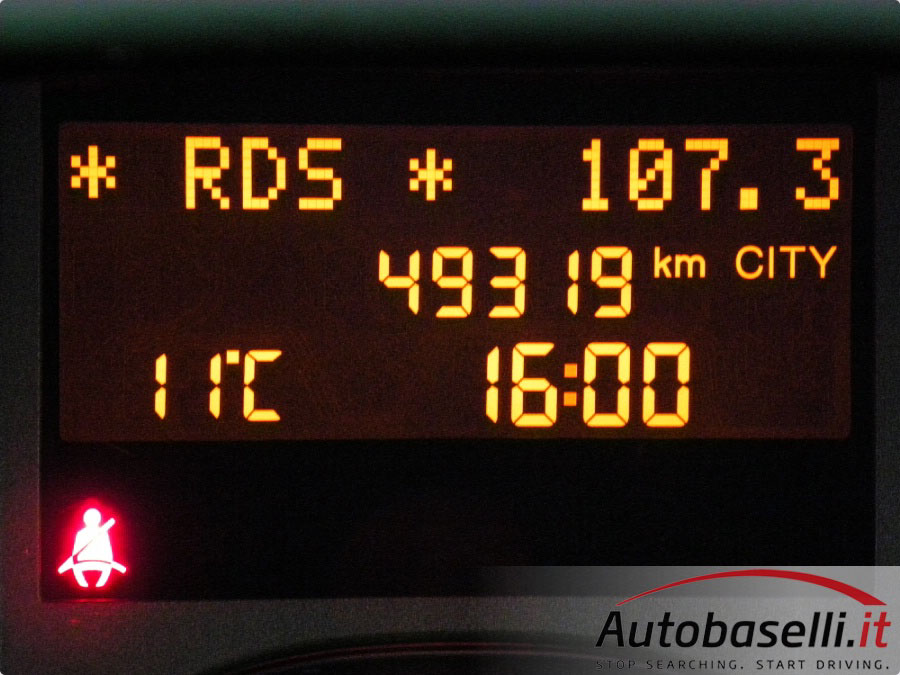 * RDS * 107.3
49319 km CITY
11°C 16:00
Autobaselli.it
STOP SEARCHING. START DRIVING.